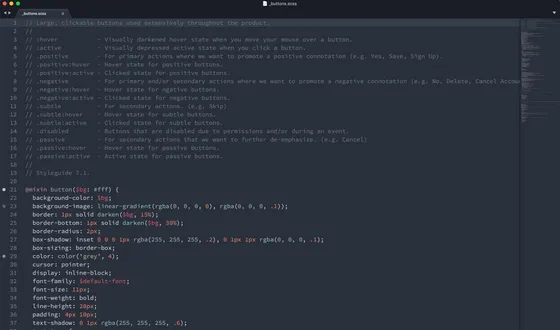 _buttons.scss
_buttons.scss
1 // Large, clickable buttons used extensively throughout the product.
2 //
3 // :hover - Visually darkened hover state when you move your mouse over a button.
4 // :active - Visually depressed active state when you click a button.
5 // .positive - For primary actions where we want to promote a positive connotation (e.g. Yes, Save, Sign Up).
6 // .positive:hover - Hover state for positive buttons.
7 // .positive:active - Clicked state for positive buttons.
8 // .negative - For primary and/or secondary actions where we want to promote a negative connotation (e.g. No, Delete, Cancel Accou
9 // .negative:hover - Hover state for negative buttons.
10 // .negative:active - Clicked state for negative buttons.
11 // .subtle - For secondary actions. (e.g. Skip)
12 // .subtle:hover - Hover state for subtle buttons.
13 // .subtle:active - Clicked state for subtle buttons.
14 // :disabled - Buttons that are disabled due to permissions and/or during an event.
15 // .passive - For secondary actions that we want to further de-emphasize. (e.g. Cancel)
16 // .passive:hover - Hover state for passive buttons.
17 // .passive:active - Active state for passive buttons.
18 //
19 // Styleguide 7.1.
20
21 @mixin button($bg: #fff) {
22 background-color: $bg;
23 background-image: linear-gradient(rgba(0, 0, 0, 0), rgba(0, 0, 0, .1));
24 border: 1px solid darken($bg, 15%);
25 border-bottom: 1px solid darken($bg, 30%);
26 border-radius: 2px;
27 box-shadow: inset 0 0 0 1px rgba(255, 255, 255, .2), 0 1px 1px rgba(0, 0, 0, .1);
28 box-sizing: border-box;
29 color: color('grey', 4);
30 cursor: pointer;
31 display: inline-block;
32 font-family: $default-font;
33 font-size: 11px;
34 font-weight: bold;
35 line-height: 20px;
36 padding: 4px 10px;
37 text-shadow: 0 1px rgba(255, 255, 255, .6);